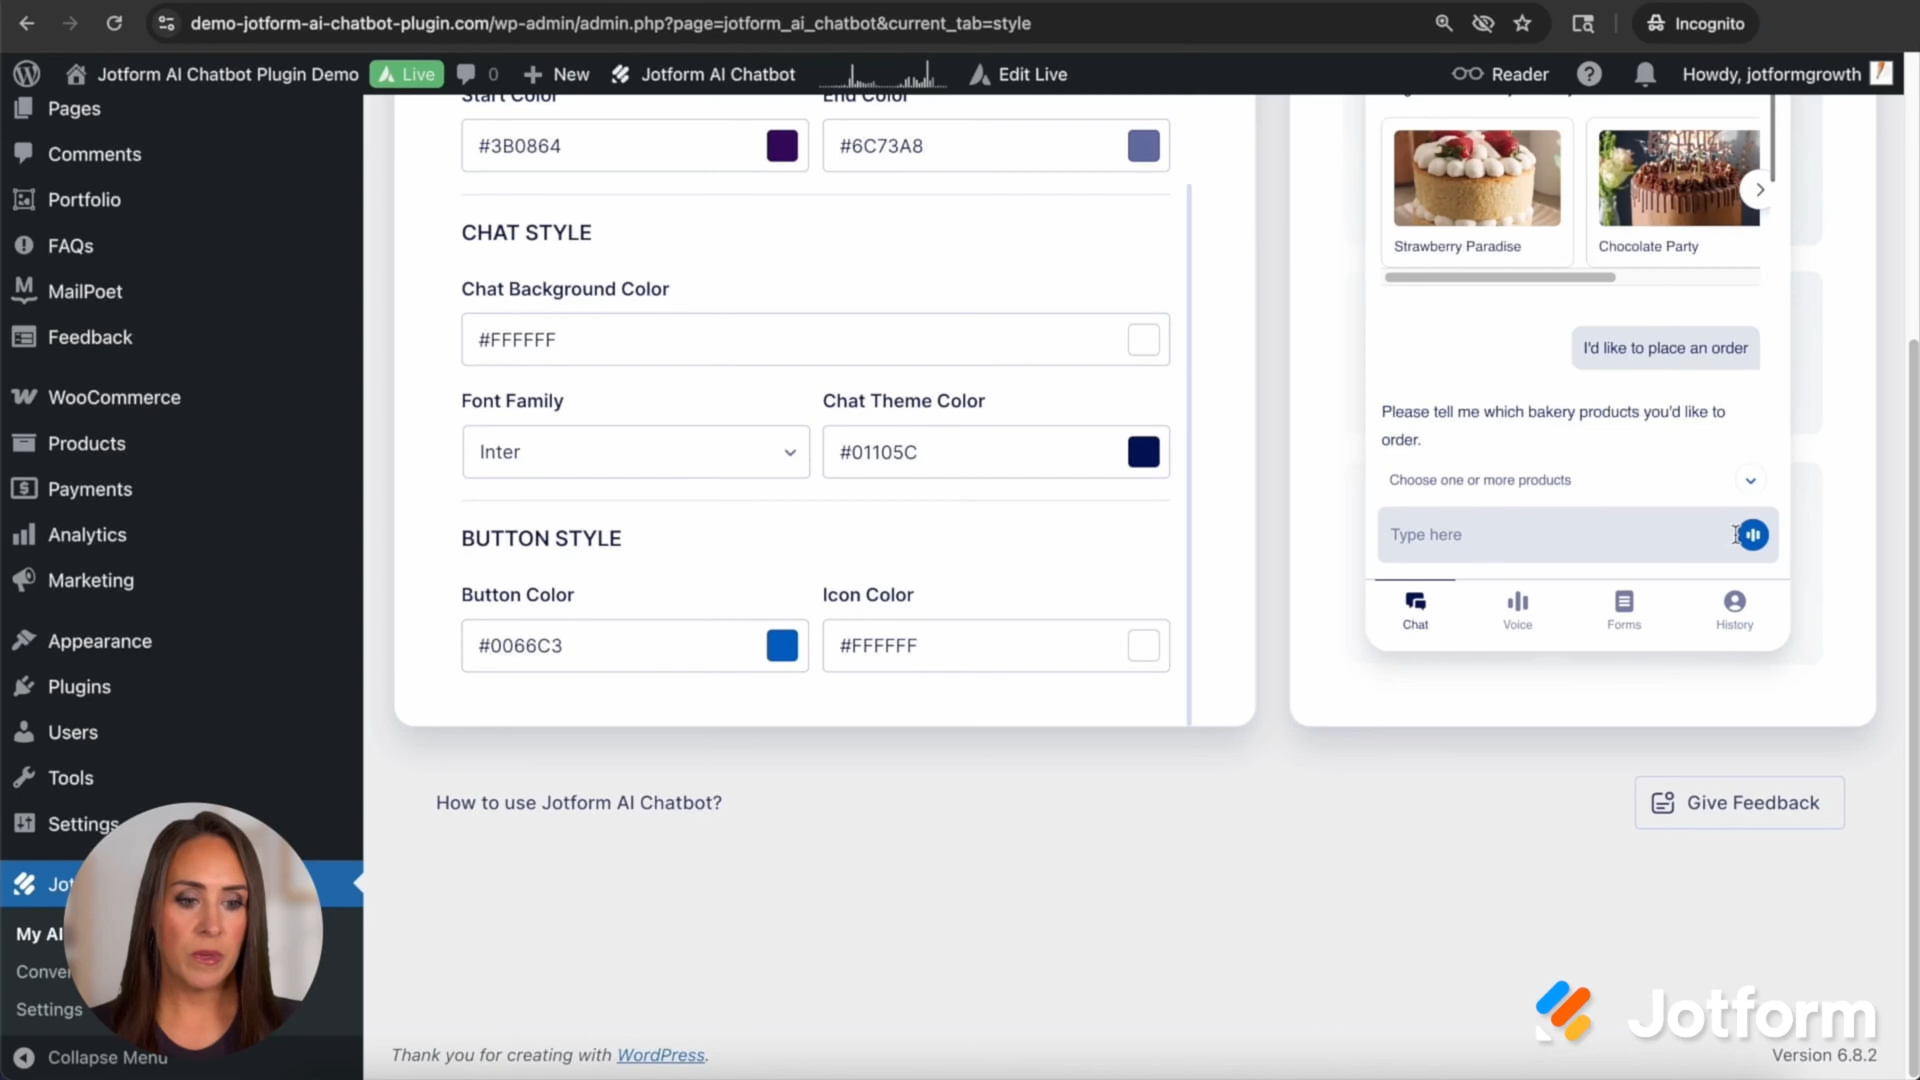 demo-jotform-ai-chatbot-plugin.com/wp-admin/admin.php?page=jotform_ai_chatbot&current_tab=style
Incognito
Jotform AI Chatbot Plugin Demo
Live
0
New
Jotform AI Chatbot
Edit Live
Reader
Howdy, jotformgrowth
Pages
Comments
Portfolio
FAQs
MailPoet
Feedback
WooCommerce
Products
Payments
Analytics
Marketing
Appearance
Plugins
Users
Tools
Settings
Jot
My AI
Conver
Settings
Collapse Menu
Start Color
End Color
#3B0864
#6C73A8
CHAT STYLE
Chat Background Color
#FFFFFF
Font Family
Chat Theme Color
Inter
#01105C
BUTTON STYLE
Button Color
Icon Color
#0066C3
#FFFFFF
Strawberry Paradise
Chocolate Party
I'd like to place an order
Please tell me which bakery products you'd like to
order.
Choose one or more products
Type here
Chat
Voice
Forms
History
How to use Jotform AI Chatbot?
Give Feedback
Jotform
Thank you for creating with WordPress.
Version 6.8.2